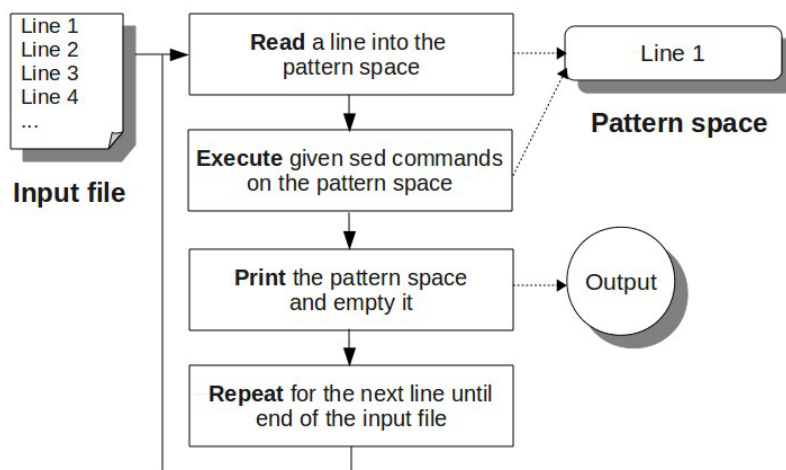 Line 1
Line 2
Line 3
Line 4
...
Input file
Read a line into the
pattern space
Line 1
Pattern space
Execute given sed commands
on the pattern space
Print the pattern space
and empty it
Output
Repeat for the next line until
end of the input file